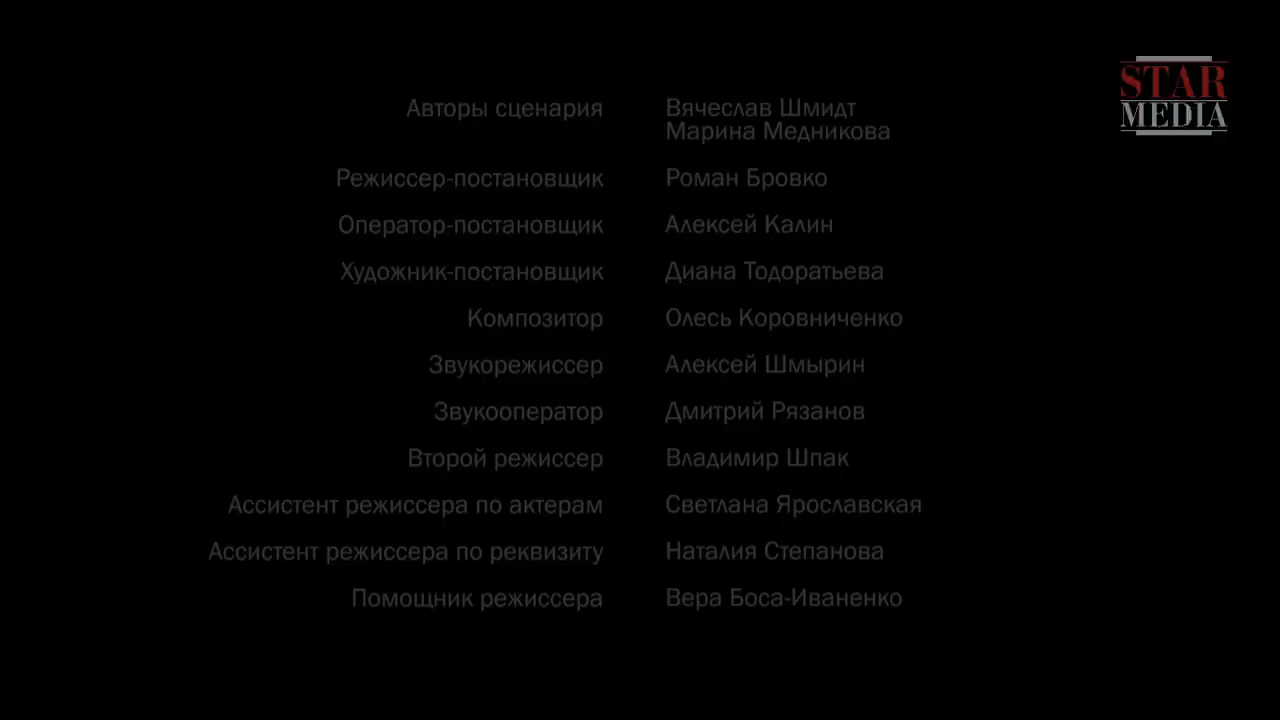 STAR
MEDIA
Авторы сценария Вячеслав Шмидт
Марина Медникова
Режиссер-постановщик Роман Бровко
Оператор-постановщик Алексей Калин
Художник-постановщик Диана Тодоратьева
Композитор Олесь Коровниченко
Звукорежиссер Алексей Шмырин
Звукооператор Дмитрий Рязанов
Второй режиссер Владимир Шпак
Ассистент режиссера по актерам Светлана Ярославская
Ассистент режиссера по реквизиту Наталия Степанова
Помощник режиссера Вера Боса-Иваненко